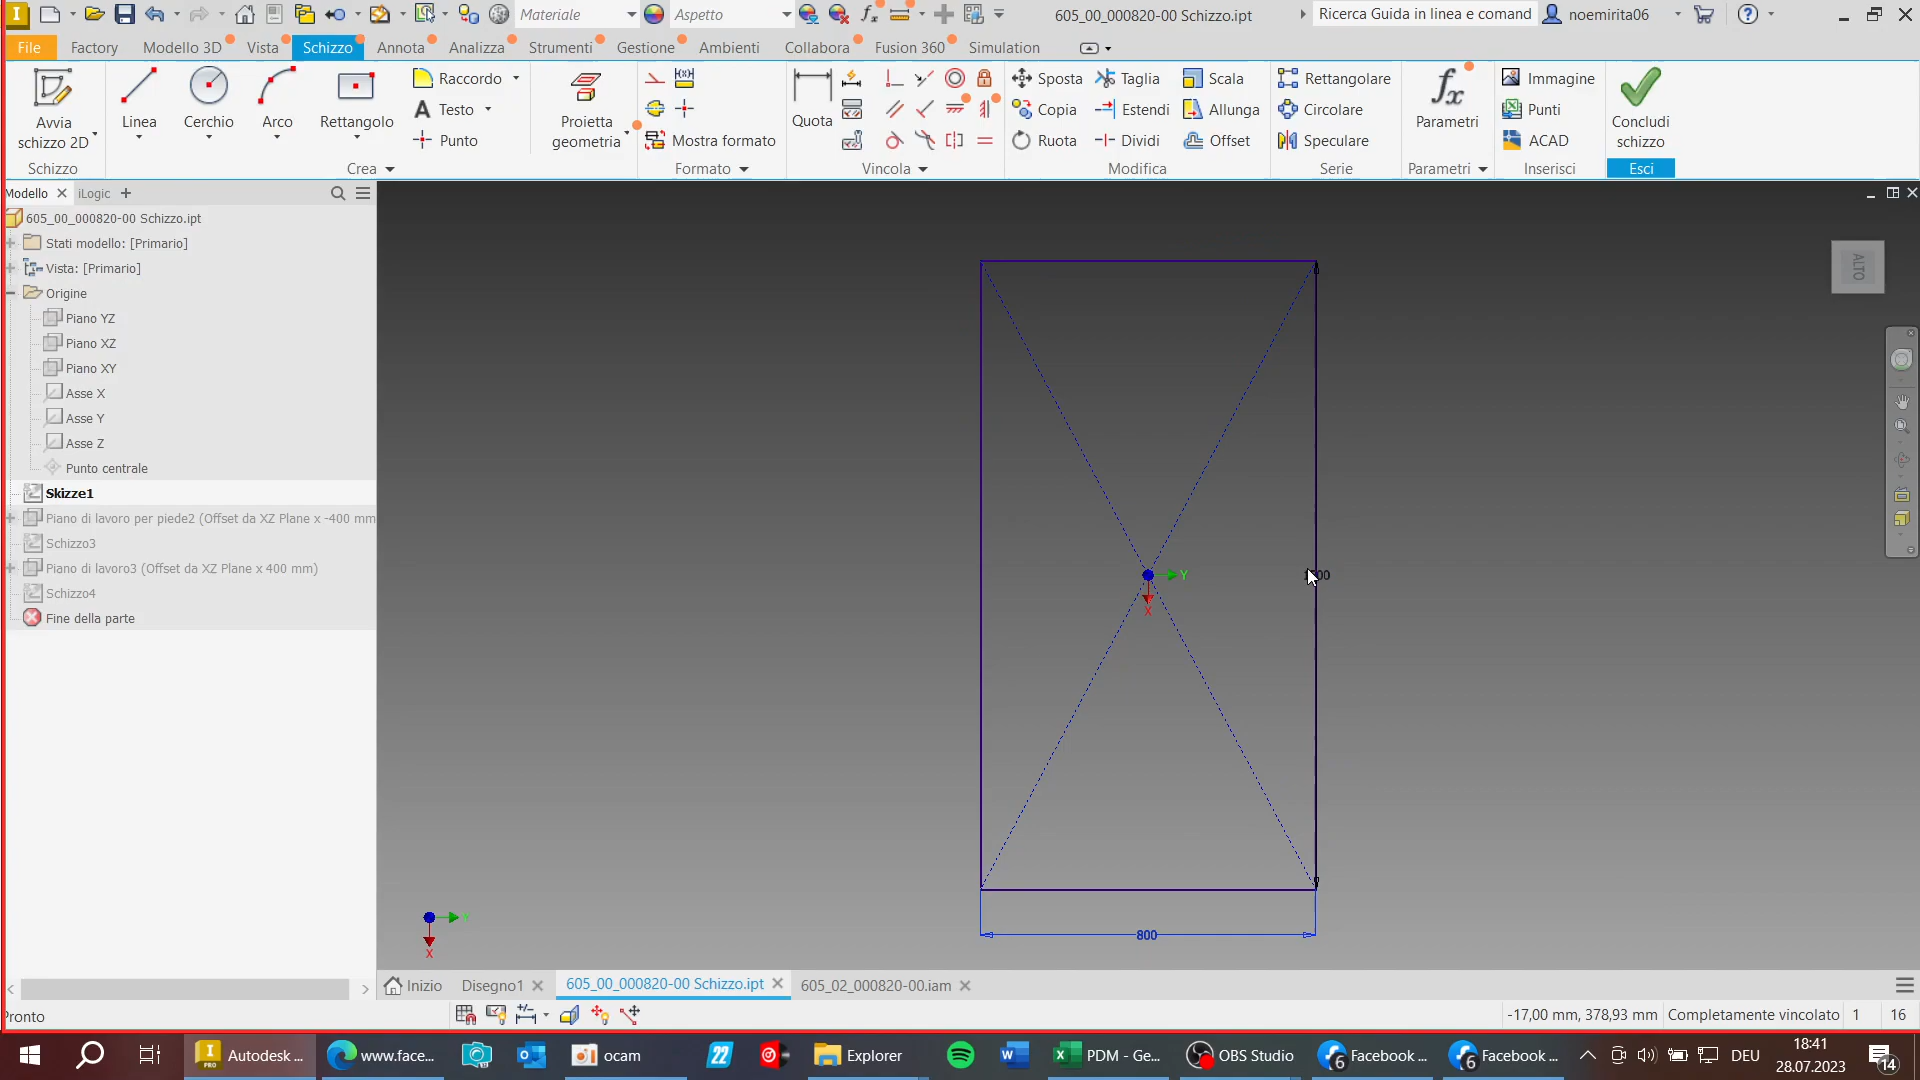 Materiale
Aspetto
605_00_000820-00 Schizzo.ipt
Ricerca Guida in linea e comand
noemirita06
File
Factory
Modello 3D
Vista
Schizzo
Annota
Analizza
Strumenti
Gestione
Ambienti
Collabora
Fusion 360
Simulation
Avvia schizzo 2D
Linea
Cerchio
Arco
Rettangolo
Raccordo
Testo
Punto
Proietta geometria
Mostra formato
Quota
Sposta
Copia
Ruota
Taglia
Estendi
Dividi
Scala
Allunga
Offset
Rettangolare
Circolare
Speculare
fx
Parametri
Immagine
Punti
ACAD
Concludi schizzo
Schizzo
Crea
Formato
Vincola
Modifica
Serie
Parametri
Inserisci
Esci
Modello
iLogic
605_00_000820-00 Schizzo.ipt
Stati modello: [Primario]
Vista: [Primario]
Origine
Piano YZ
Piano XZ
Piano XY
Asse X
Asse Y
Asse Z
Punto centrale
Skizze1
Piano di lavoro per piede2 (Offset da XZ Plane x -400 mm
Schizzo3
Piano di lavoro3 (Offset da XZ Plane x 400 mm)
Schizzo4
Fine della parte
ALTO
Y
X
800
Y
X
Inizio
Disegno1
605_00_000820-00 Schizzo.ipt
605_02_000820-00.iam
Pronto
-17,00 mm, 378,93 mm
Completamente vincolato
1
16
Autodesk ...
www.face...
ocam
22
Explorer
PDM - Ge...
OBS Studio
6
Facebook ...
6
Facebook ...
DEU
18:41
28.07.2023
14